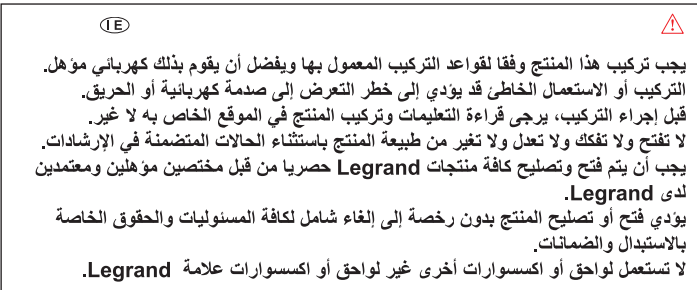 IE
يجب تركيب هذا المنتج وفقا لقواعد التركيب المعمول بها ويفضل أن يقوم بذلك كهربائي مؤهل.
التركيب أو الاستعمال الخاطئ قد يؤدي إلى خطر التعرض إلى صدمة كهربائية أو الحريق.
قبل إجراء التركيب، يرجى قراءة التعليمات وتركيب المنتج في الموقع الخاص به لا غير.
لا تفتح ولا تفكك ولا تعدل ولا تغير من طبيعة المنتج باستثناء الحالات المتضمنة في الإرشادات.
يجب أن يتم فتح وتصليح كافة منتجات Legrand حصريا من قبل مختصين مؤهلين ومعتمدين
لدى Legrand.
يؤدي فتح أو تصليح المنتج بدون رخصة إلى إلغاء شامل لكافة المسئوليات والحقوق الخاصة
بالاستبدال والضمانات.
لا تستعمل لواحق أو اكسسوارات أخرى غير لواحق أو اكسسوارات علامة Legrand.